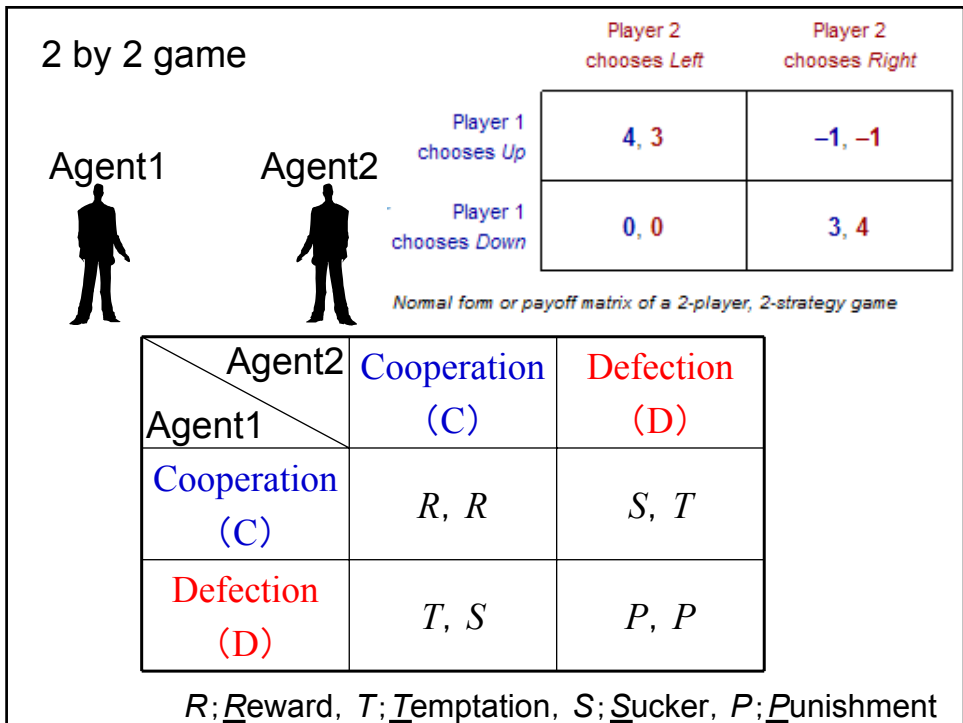 2 by 2 game
Player 2 Player 2
chooses Left chooses Right
Player 1
chooses Up
4, 3 –1, –1
Player 1
chooses Down
0, 0 3, 4
Normal form or payoff matrix of a 2-player, 2-strategy game
Agent1 Agent2
Agent2
Agent1
Cooperation Defection
（C） （D）
Cooperation
（C）
R, R S, T
Defection
（D）
T, S P, P
R; Reward, T; Temptation, S; Sucker, P; Punishment